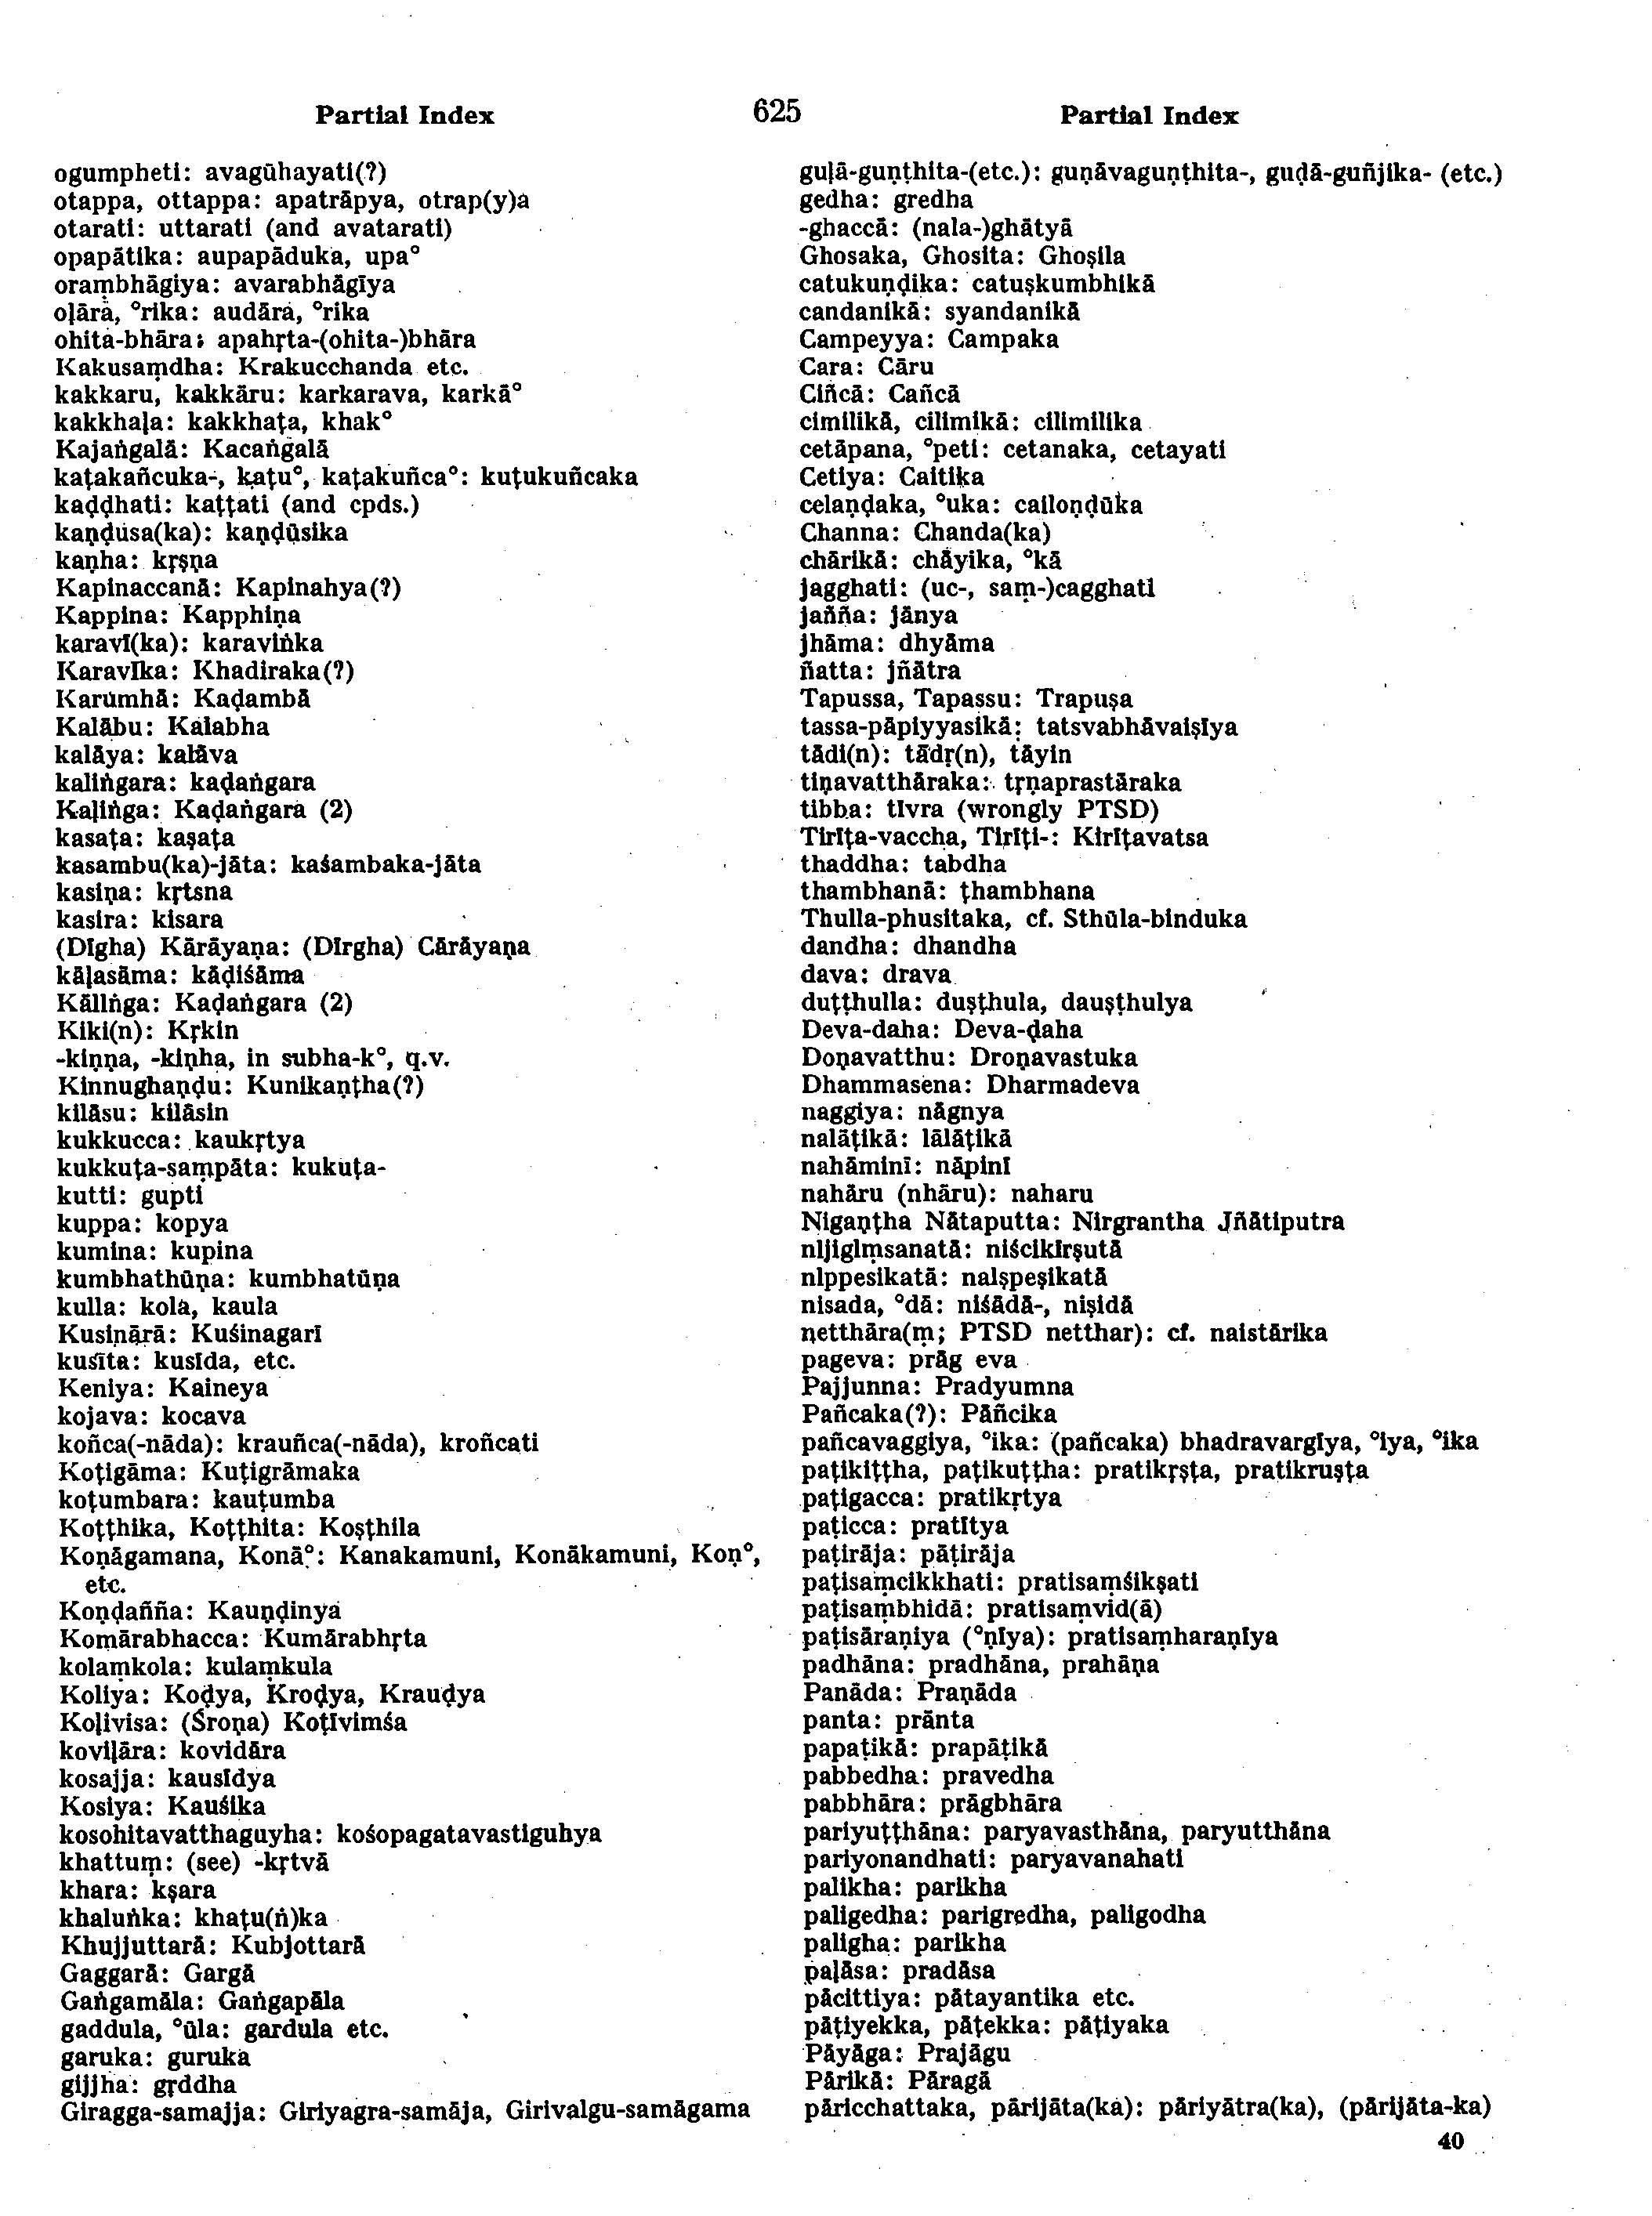 Partial Index
625
Partial Index
ogumpheti: avagūhayati(?)
otappa, ottappa: apatrāpya, otrap(y)a
otarati: uttarati (and avatarati)
opapātika: aupapāduka, upa°
oraṃbhāgiya: avarabhāgīya
oḷāra, °rika: audāra, °rika
ohita-bhāra: apahṛta-(ohita-)bhāra
Kakusaṃdha: Krakucchanda etc.
kakkaru, kakkāru: karkarava, karkā°
kakkhaḷa: kakkhaṭa, khak°
Kajaṅgalā: Kacaṅgalā
kaṭakañcuka-, kaṭu°, kaṭakuñca°: kuṭukuñcaka
kaḍḍhati: kaṭṭati (and cpds.)
kaṇḍusa(ka): kaṇḍūsika
kaṇha: kṛṣṇa
Kapinaccanā: Kapinahya(?)
Kappina: Kapphiṇa
karavī(ka): karaviṅka
Karavīka: Khadiraka(?)
Karumhā: Kaḍambā
Kalābu: Kalabha
kalāya: kalāva
kaliṅgara: kaḍaṅgara
Kaḷiṅga: Kaḍaṅgara (2)
kasaṭa: kaṣaṭa
kasambu(ka)-jāta: kaśambaka-jāta
kasiṇa: kṛtsna
kasira: kisara
(Dīgha) Kārāyaṇa: (Dīrgha) Cārāyaṇa
kāḷasāma: kāḍiśāma
Kāliṅga: Kaḍaṅgara (2)
Kiki(n): Kṛkin
-kiṇṇa, -kiṇha, in subha-k°, q.v.
Kinnughaṇḍu: Kunikaṇṭha(?)
kilāsu: kilāsin
kukkucca: kaukṛtya
kukkuṭa-saṃpāta: kukuṭa-
kutti: gupti
kuppa: kopya
kumina: kupina
kumbhathūṇa: kumbhatūṇa
kulla: kola, kaula
Kusinārā: Kuśinagarī
kusīta: kusīda, etc.
Keniya: Kaineya
kojava: kocava
koñca(-nāda): krauñca(-nāda), kroñcati
Koṭigāma: Kuṭigrāmaka
koṭumbara: kauṭumba
Koṭṭhika, Koṭṭhita: Koṣṭhila
Koṇāgamana, Konā°: Kanakamuni, Konākamuni, Koṇ°,
etc.
Koṇḍañña: Kauṇḍinya
Komārabhacca: Kumārabhṛta
kolaṃkola: kulaṃkula
Koliya: Koḍya, Kroḍya, Krauḍya
Koḷivisa: (Śroṇa) Koṭīvimśa
koviḷāra: kovidāra
kosajja: kausīdya
Kosiya: Kauśika
kosohitavatthaguyha: kośopagatavastiguhya
khattuṃ: (see) -kṛtvā
khara: kṣara
khaluṅka: khaṭu(ṅ)ka
Khujjuttarā: Kubjottarā
Gaggarā: Gargā
Gaṅgamāla: Gaṅgapāla
gaddula, °ūla: gardula etc.
garuka: guruka
gijjha: gṛddha
Giragga-samajja: Giriyagra-samāja, Girivalgu-samāgama
guḷā-guṇṭhita-(etc.): guṇāvaguṇṭhita-, guḍā-guñjika- (etc.)
gedha: gredha
-ghaccā: (nala-)ghātyā
Ghosaka, Ghosita: Ghoṣila
catukuṇḍika: catuṣkumbhikā
candanikā: syandanikā
Campeyya: Campaka
Cara: Cāru
Ciñcā: Cañcā
cimilikā, cilimikā: cilimilika
cetāpana, °peti: cetanaka, cetayati
Cetiya: Caitika
celaṇḍaka, °uka: cailoṇḍūka
Channa: Chanda(ka)
chārikā: chāyika, °kā
jagghati: (uc-, saṃ-)cagghati
jañña: jānya
jhāma: dhyāma
ñatta: jñātra
Tapussa, Tapassu: Trapuṣa
tassa-pāpiyyasikā: tatsvabhāvaiṣīya
tādi(n): tādṛ(n), tāyin
tiṇavatthāraka: tṛṇaprastāraka
tibba: tīvra (wrongly PTSD)
Tirīṭa-vaccha, Tirīṭi-: Kirīṭavatsa
thaddha: tabdha
thambhanā: ṭhambhana
Thulla-phusitaka, cf. Sthūla-binduka
dandha: dhandha
dava: drava
duṭṭhulla: duṣṭhula, dauṣṭhulya
Deva-daha: Deva-ḍaha
Doṇavatthu: Droṇavastuka
Dhammasena: Dharmadeva
naggiya: nāgnya
nalāṭikā: lālāṭikā
nahāminī: nāpinī
nahāru (nhāru): naharu
Nigaṇṭha Nātaputta: Nirgrantha Jñātiputra
nijigīṃsanatā: niścikīrṣutā
nippesikatā: naiṣpeṣikatā
nisada, °dā: niśādā-, niṣidā
netthāra(ṃ; PTSD netthar): cf. naistārika
pageva: prāg eva
Pajjunna: Pradyumna
Pañcaka(?): Pāñcika
pañcavaggiya, °ika: (pañcaka) bhadravargīya, °iya, °ika
paṭikiṭṭha, paṭikuṭṭha: pratikṛṣṭa, pratikruṣṭa
paṭigacca: pratikṛtya
paṭicca: pratītya
paṭirāja: pāṭirāja
paṭisaṃcikkhati: pratisaṃśikṣati
paṭisaṃbhidā: pratisaṃvid(ā)
paṭisāraṇiya (°ṇīya): pratisaṃharaṇīya
padhāna: pradhāna, prahāṇa
Panāda: Praṇāda
panta: prānta
papaṭikā: prapāṭikā
pabbedha: pravedha
pabbhāra: prāgbhāra
pariyuṭṭhāna: paryavasthāna, paryutthāna
pariyonandhati: paryavanahati
palikha: parikha
paligedha: parigredha, paligodha
paligha: parikha
paḷāsa: pradāsa
pācittiya: pātayantika etc.
pāṭiyekka, pāṭekka: pāṭiyaka
Pāyāga: Prajāgu
Pārikā: Pāragā
pāricchattaka, pārijāta(ka): pāriyātra(ka), (pārijāta-ka)
40